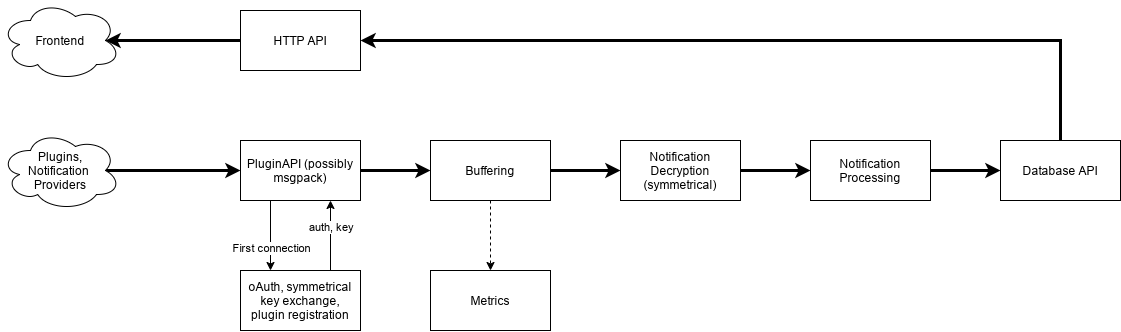 Frontend
HTTP API
Plugins,
Notification
Providers
PluginAPI (possibly
msgpack)
Buffering
Notification
Decryption
(symmetrical)
Notification
Processing
Database API
auth, key
First connection
oAuth, symmetrical
key exchange,
plugin registration
Metrics